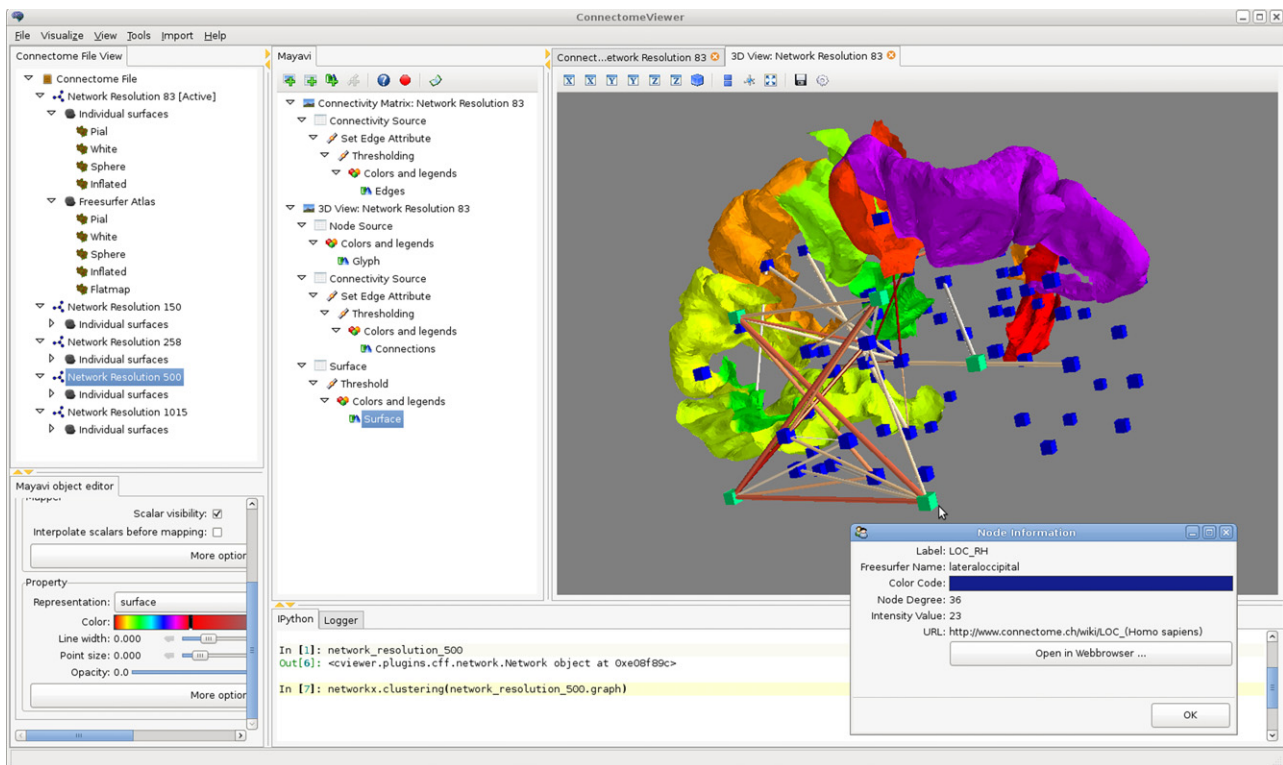 ConnectomeViewer
File Visualize View Tools Import Help
Connectome File View
Connectome File
Network Resolution 83 [Active]
Individual surfaces
Pial
White
Sphere
Inflated
Freesurfer Atlas
Pial
White
Sphere
Inflated
Flatmap
Network Resolution 150
Individual surfaces
Network Resolution 258
Individual surfaces
Network Resolution 500
Individual surfaces
Network Resolution 1015
Individual surfaces
Mayavi object editor
Mapper
Scalar visibility:
Interpolate scalars before mapping:
More option
Property
Representation: surface
Color:
Line width: 0.000
Point size: 0.000
Opacity: 0.0
More option
Mayavi
Connectivity Matrix: Network Resolution 83
Connectivity Source
Set Edge Attribute
Thresholding
Colors and legends
Edges
3D View: Network Resolution 83
Node Source
Colors and legends
Glyph
Connectivity Source
Set Edge Attribute
Thresholding
Colors and legends
Connections
Surface
Threshold
Colors and legends
Surface
Connect...etwork Resolution 83
3D View: Network Resolution 83
X X Y Y Z Z
IPython Logger
In [1]: network_resolution_500
Out[6]: <cviewer.plugins.cff.network.Network object at 0xe08f89c>
In [7]: networkx.clustering(network_resolution_500.graph)
Node Information
Label: LOC_RH
Freesurfer Name: lateraloccipital
Color Code:
Node Degree: 36
Intensity Value: 23
URL: http://www.connectome.ch/wiki/LOC_(Homo sapiens)
Open in Webbrowser ...
OK